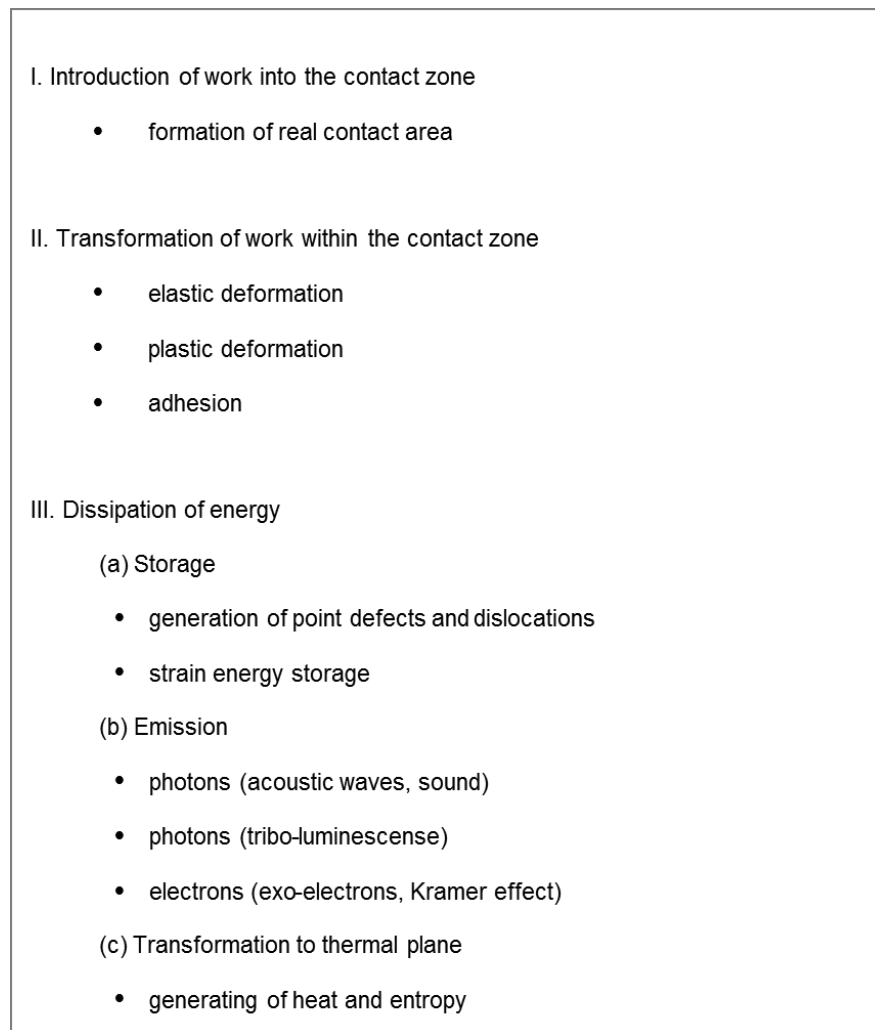 I. Introduction of work into the contact zone
• formation of real contact area
II. Transformation of work within the contact zone
• elastic deformation
• plastic deformation
• adhesion
III. Dissipation of energy
(a) Storage
• generation of point defects and dislocations
• strain energy storage
(b) Emission
• photons (acoustic waves, sound)
• photons (tribo-luminescense)
• electrons (exo-electrons, Kramer effect)
(c) Transformation to thermal plane
• generating of heat and entropy